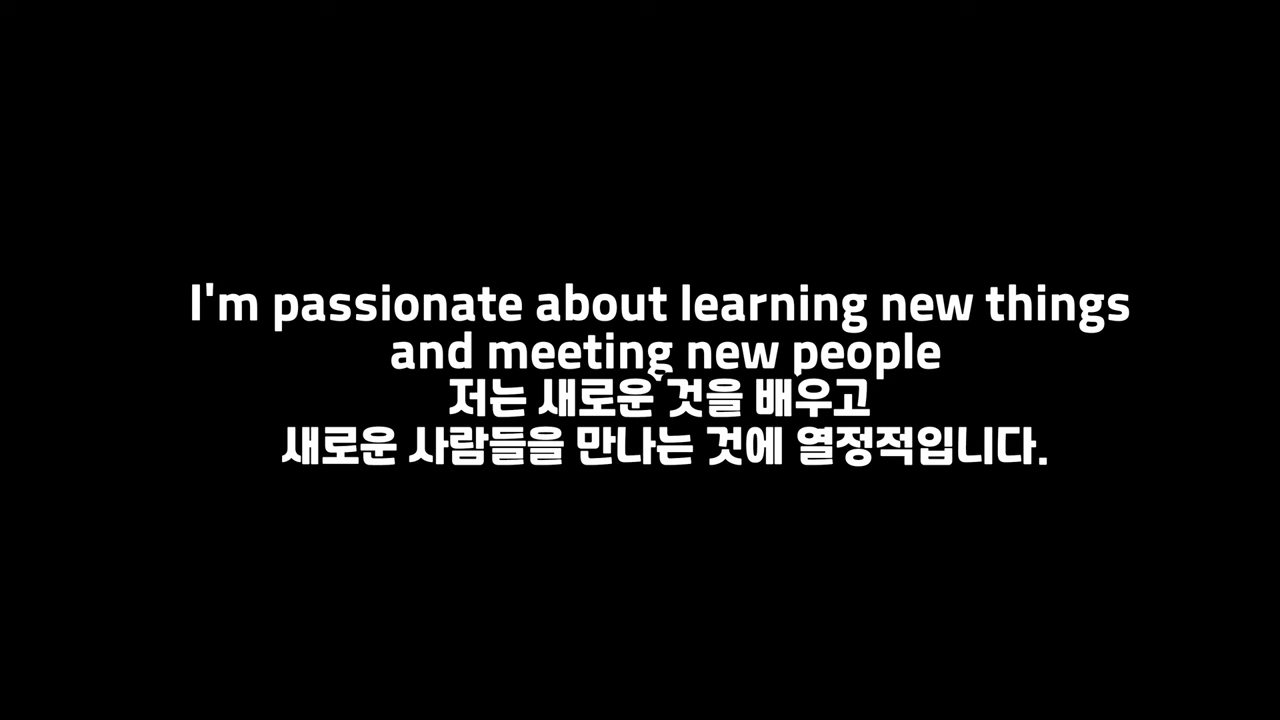 I'm passionate about learning new things
and meeting new people
저는 새로운 것을 배우고
새로운 사람들을 만나는 것에 열정적입니다.